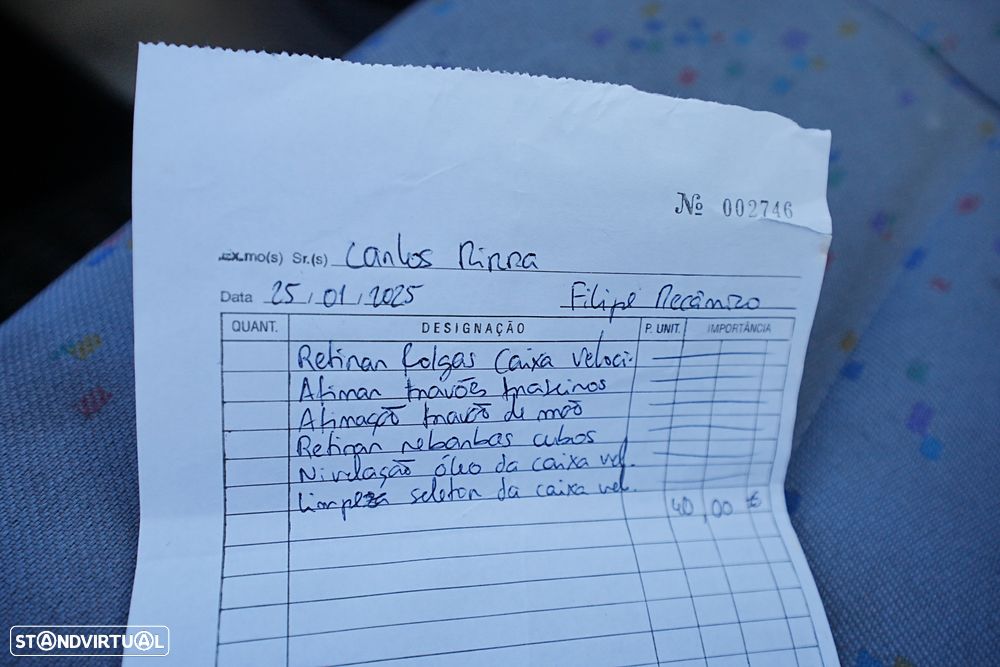 Nº 002746
Ex.mo(s) Sr.(s) Carlos Pirra
Data 25/01/2025 Filipe Mecânico
QUANT. DESIGNAÇÃO P. UNIT. IMPORTÂNCIA
Retirar folgas caixa veloci.
Afinar travões traseiros
Afinação travão de mão
Retirar rebarbas cubos
Nivelação óleo da caixa vel.
Limpeza seletor da caixa vel. 40,00 €
STANDVIRTUAL